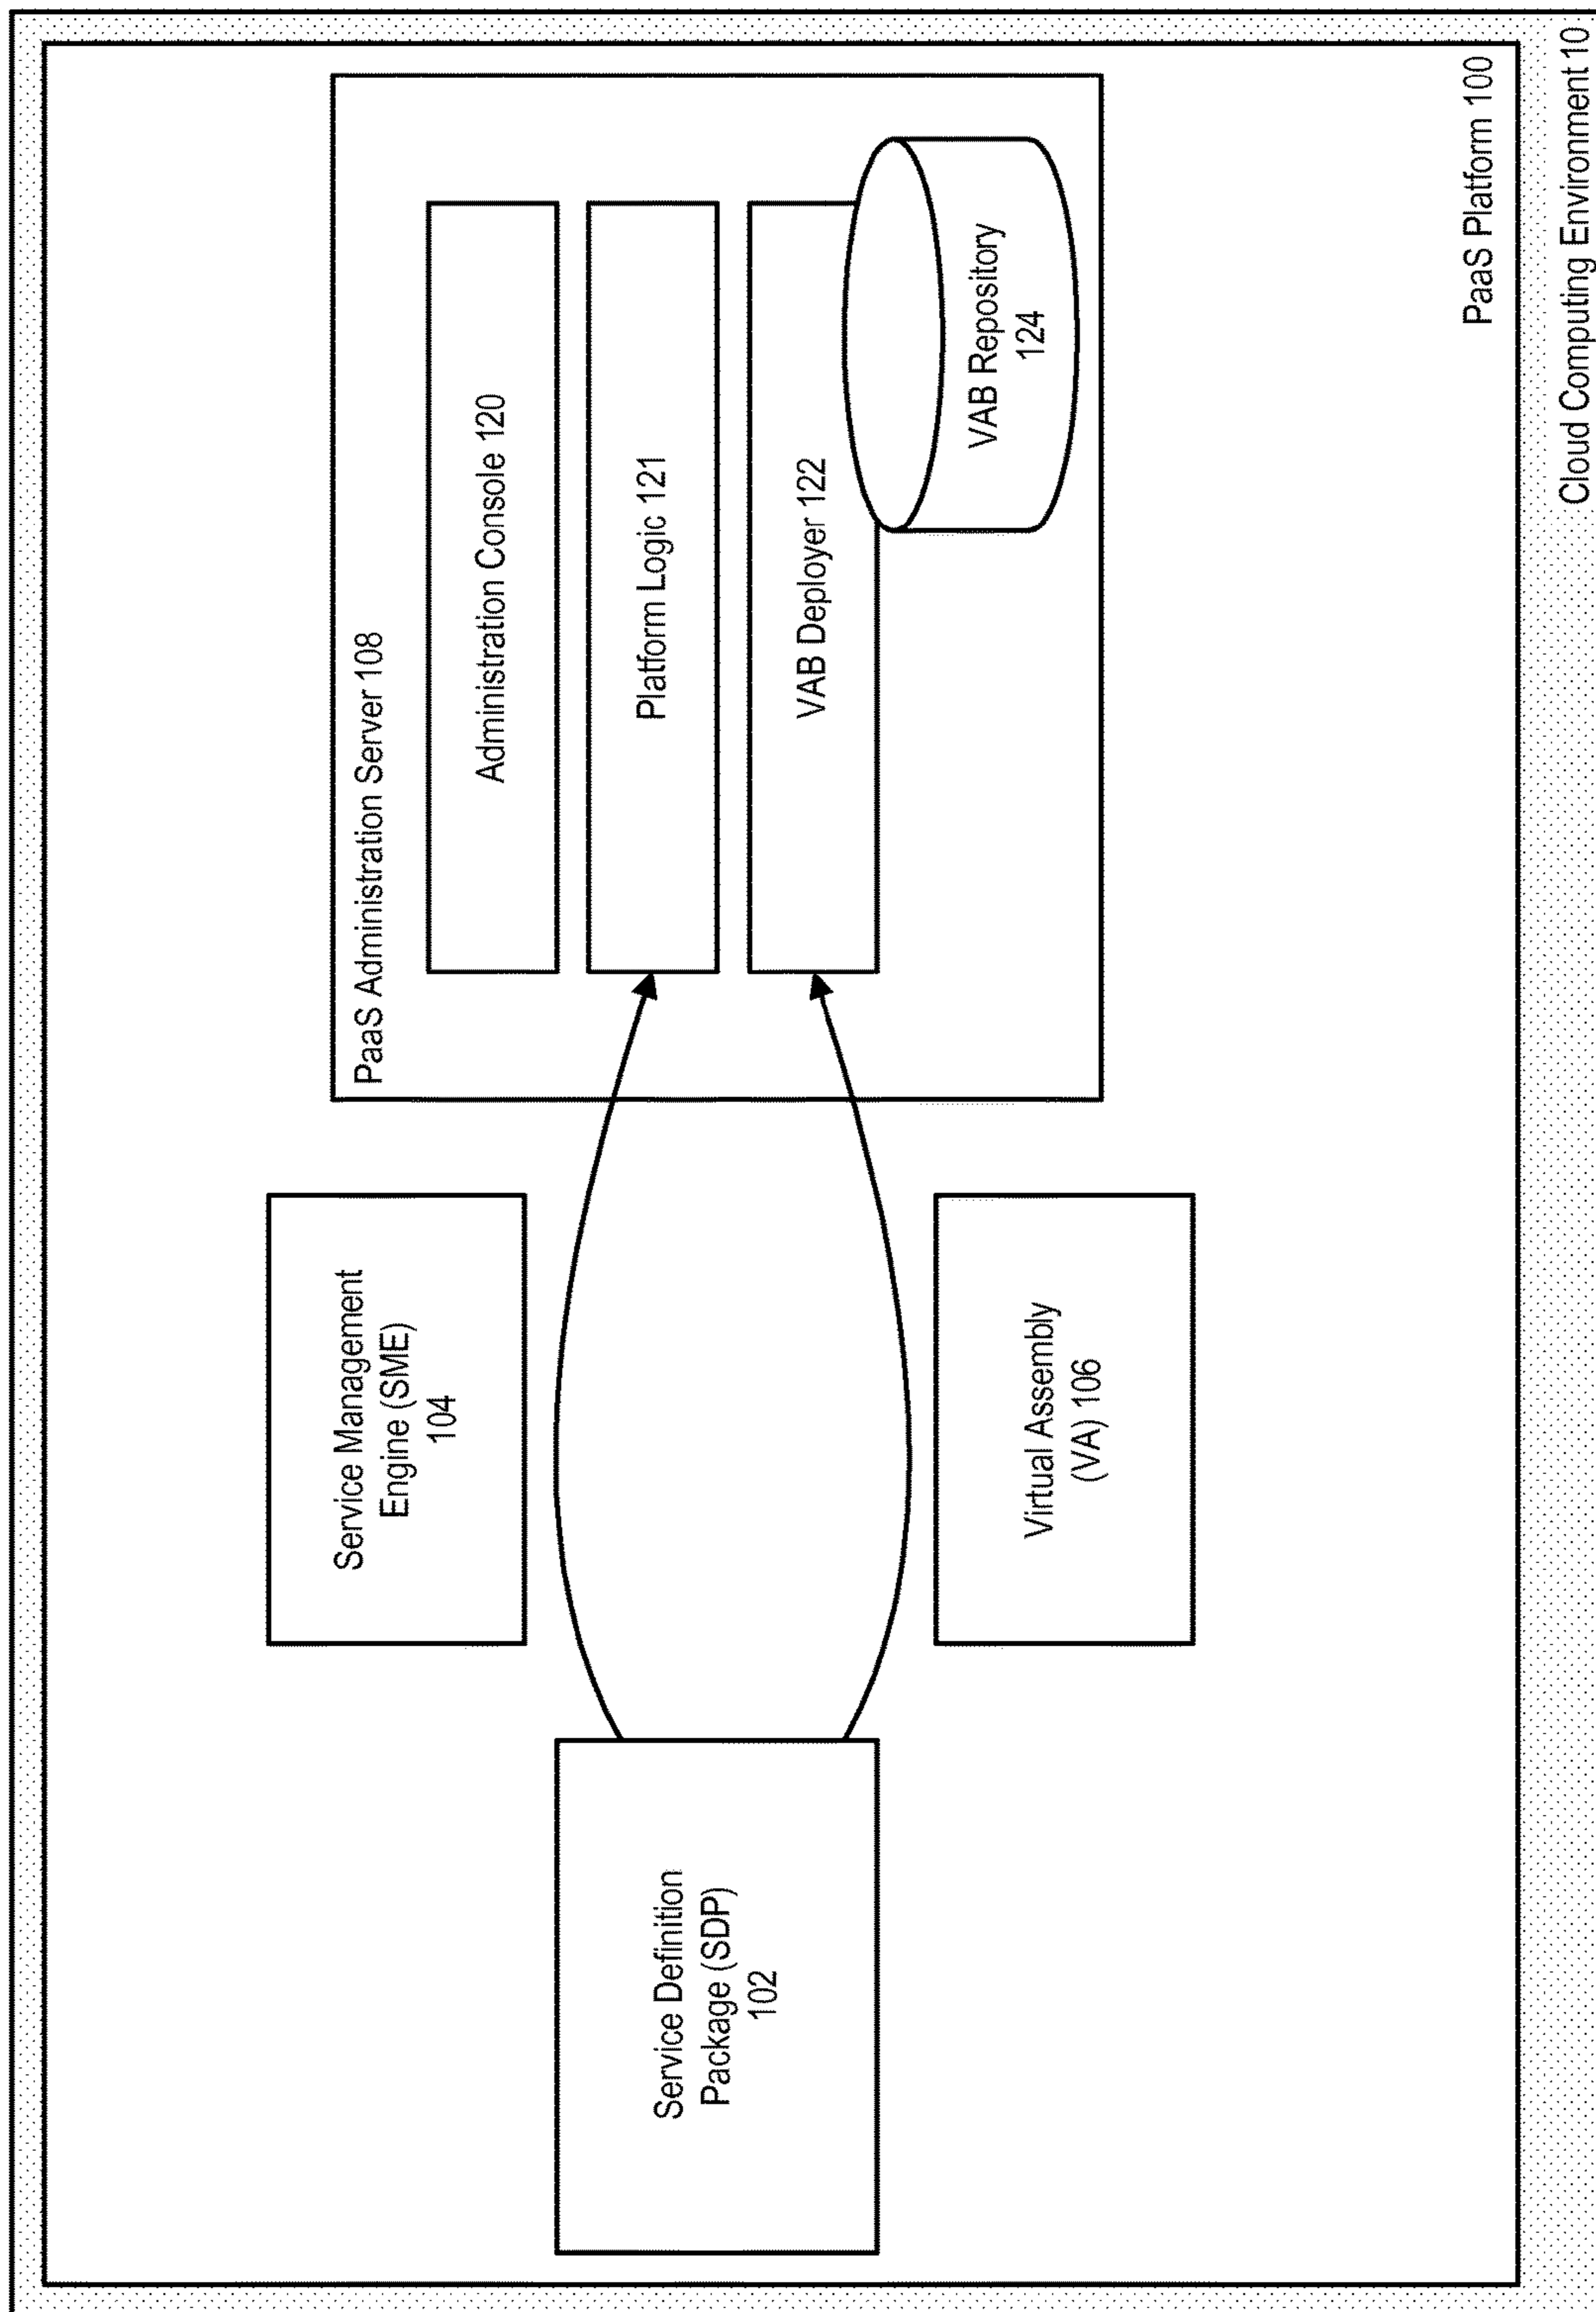 Service Definition
Package (SDP)
102
Service Management
Engine (SME)
104
Virtual Assembly
(VA) 106
PaaS Administration Server 108
Administration Console 120
Platform Logic 121
VAB Deployer 122
VAB Repository
124
PaaS Platform 100
Cloud Computing Environment 10